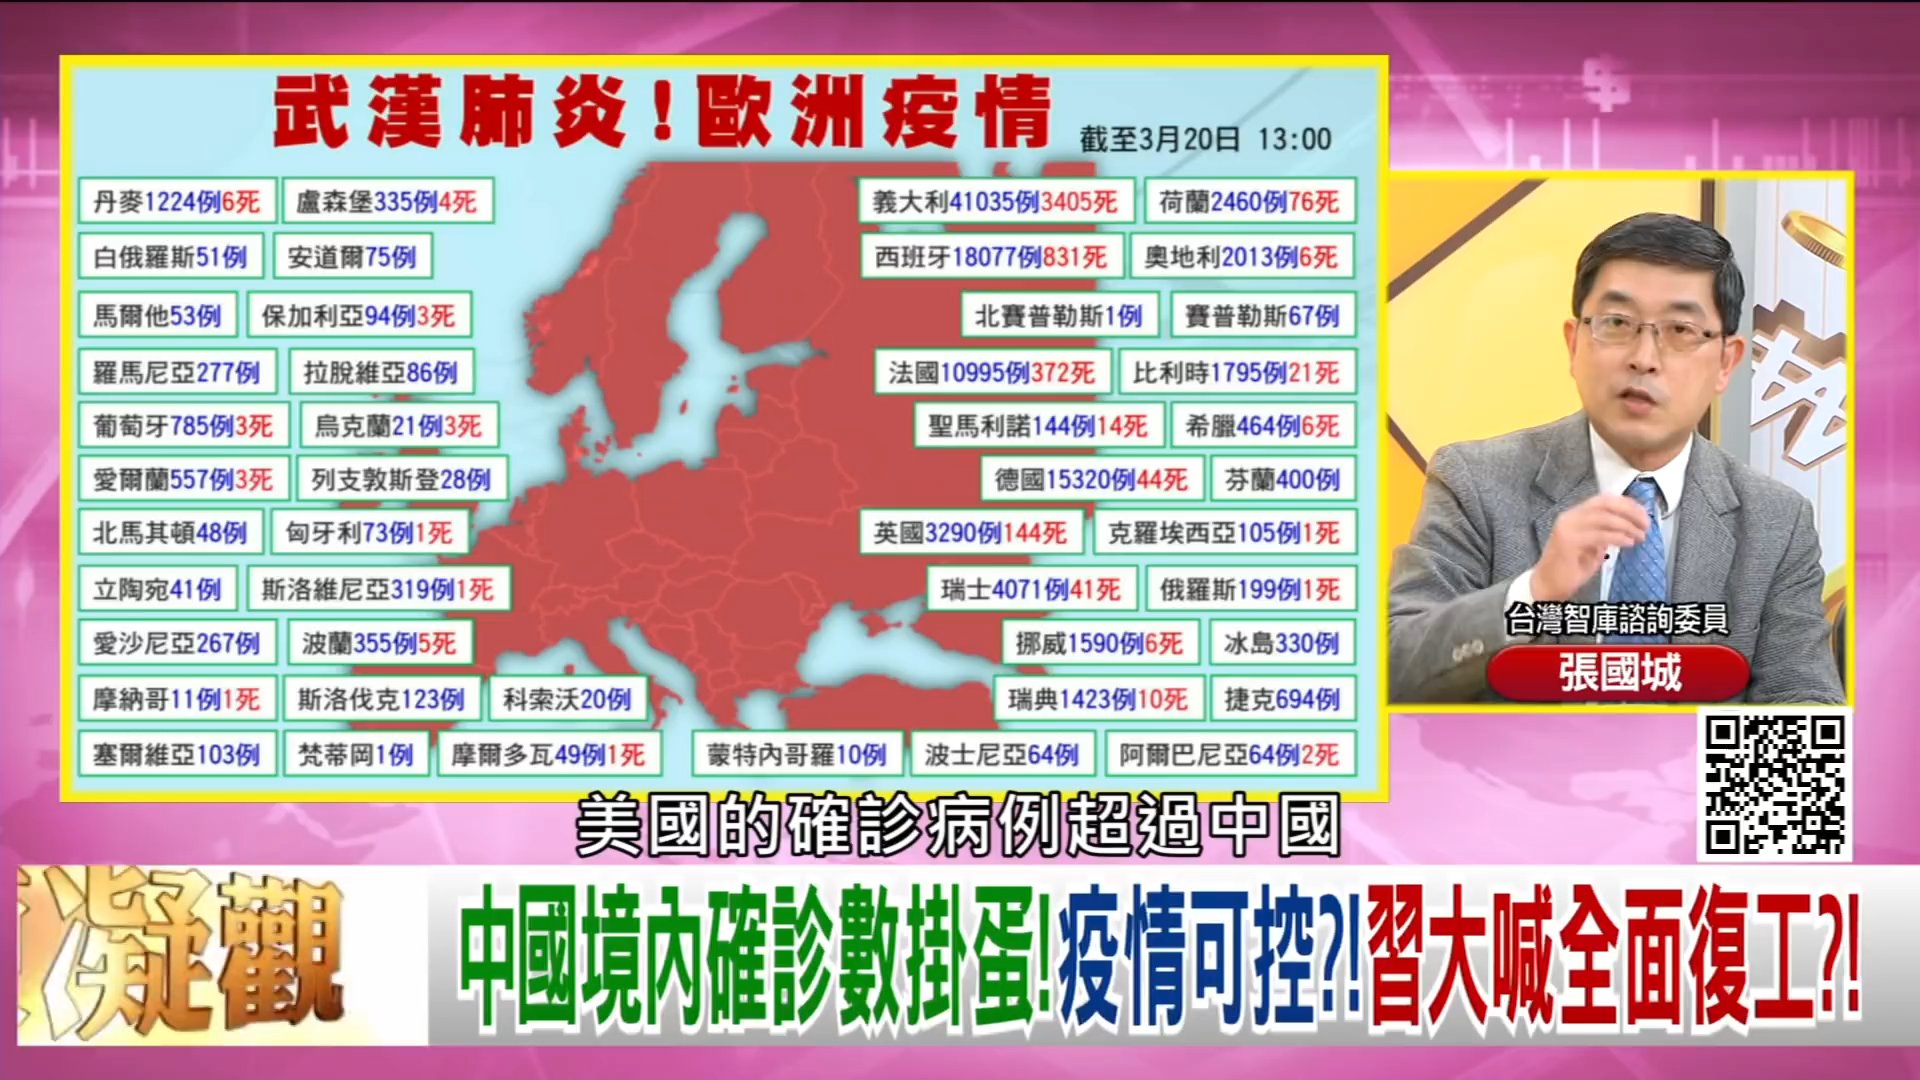 武漢肺炎!歐洲疫情 截至3月20日 13:00
丹麥1224例6死 盧森堡335例4死 義大利41035例3405死 荷蘭2460例76死
白俄羅斯51例 安道爾75例 西班牙18077例831死 奧地利2013例6死
馬爾他53例 保加利亞94例3死 北賽普勒斯1例 賽普勒斯67例
羅馬尼亞277例 拉脫維亞86例 法國10995例372死 比利時1795例21死
葡萄牙785例3死 烏克蘭21例3死 聖馬利諾144例14死 希臘464例6死
愛爾蘭557例3死 列支敦斯登28例 德國15320例44死 芬蘭400例
北馬其頓48例 匈牙利73例1死 英國3290例144死 克羅埃西亞105例1死
立陶宛41例 斯洛維尼亞319例1死 瑞士4071例41死 俄羅斯199例1死
愛沙尼亞267例 波蘭355例5死 挪威1590例6死 冰島330例
摩納哥11例1死 斯洛伐克123例 科索沃20例 瑞典1423例10死 捷克694例
塞爾維亞103例 梵蒂岡1例 摩爾多瓦49例1死 蒙特內哥羅10例 波士尼亞64例 阿爾巴尼亞64例2死
台灣智庫諮詢委員
張國城
美國的確診病例超過中國
凝觀
中國境內確診數掛蛋!疫情可控?!習大喊全面復工?!